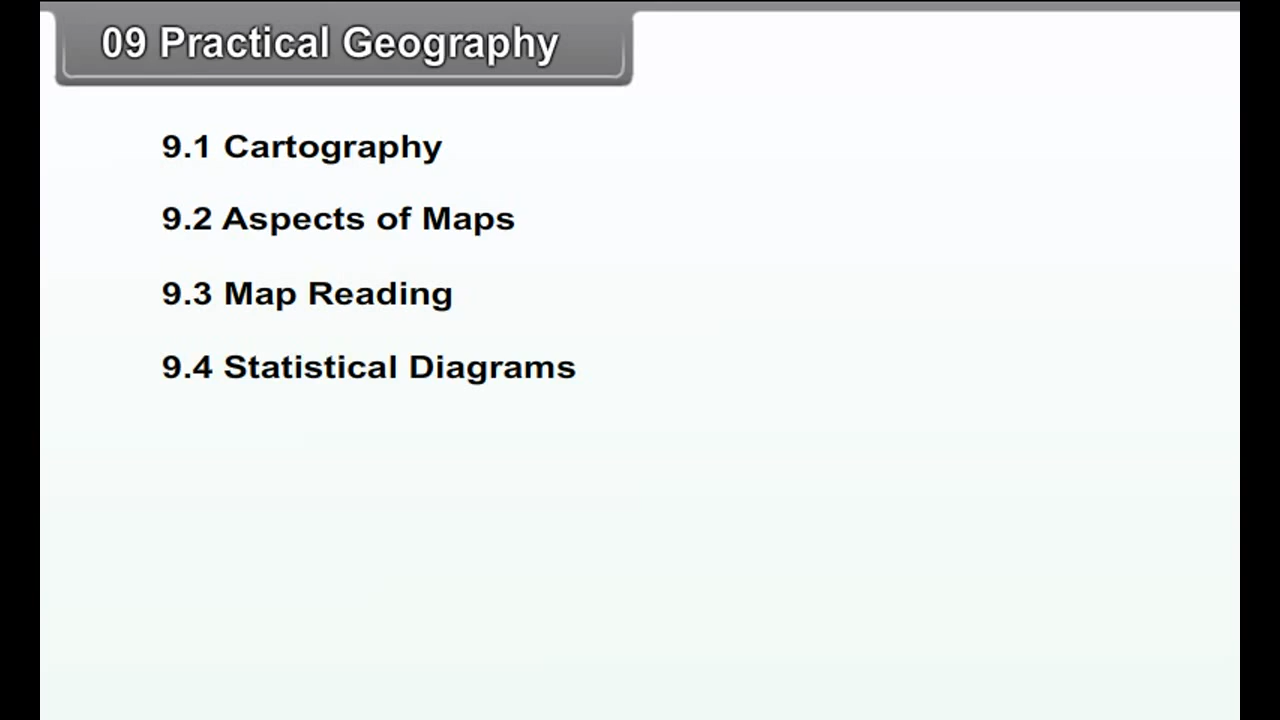 09 Practical Geography
9.1 Cartography
9.2 Aspects of Maps
9.3 Map Reading
9.4 Statistical Diagrams